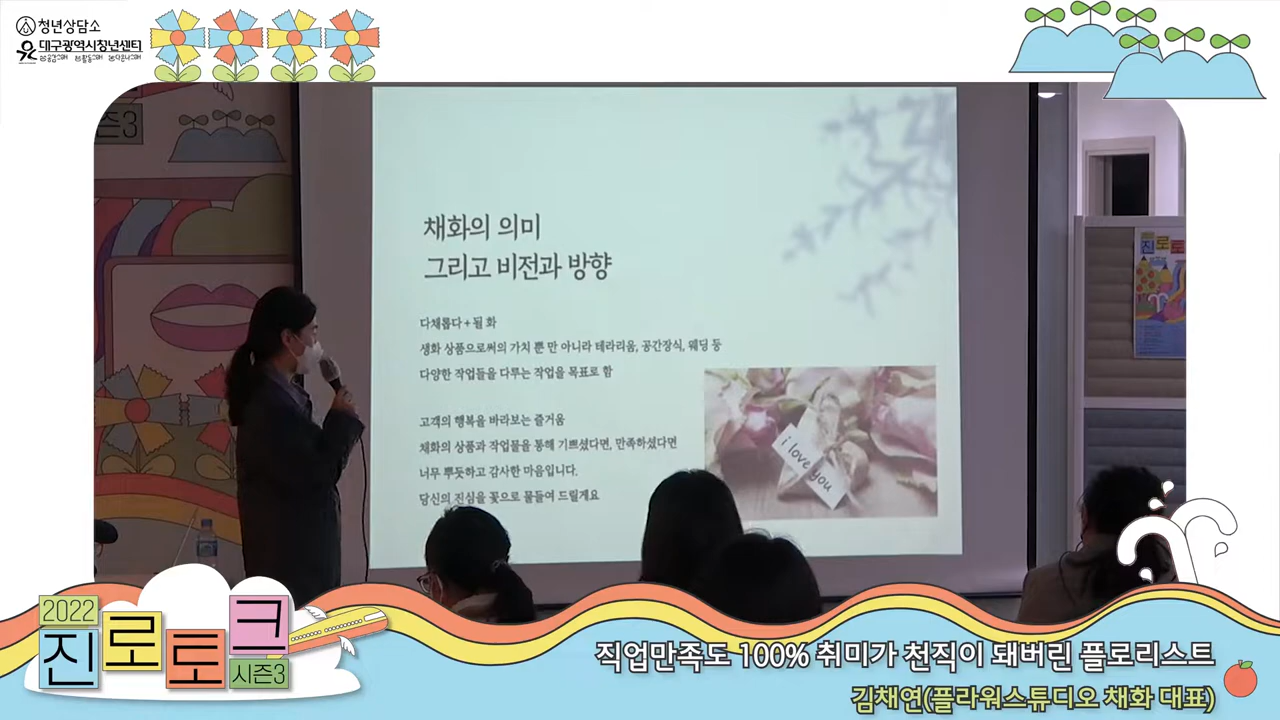 청년상담소
대구광역시청년센터
즌3
채화의 의미
그리고 비전과 방향
다채롭다 + 될 화
생화 상품으로써의 가치 뿐 만 아니라 테라리움, 공간장식, 웨딩 등
다양한 작업들을 다루는 작업을 목표로 함
고객의 행복을 바라보는 즐거움
채화의 상품과 작업물을 통해 기쁘셨다면, 만족하셨다면
너무 뿌듯하고 감사한 마음입니다.
당신의 진심을 꽃으로 물들여 드릴게요
i love you
진로토
2022
진로토크
시즌3
직업만족도 100% 취미가 천직이 돼버린 플로리스트
김채연(플라워스튜디오 채화 대표)